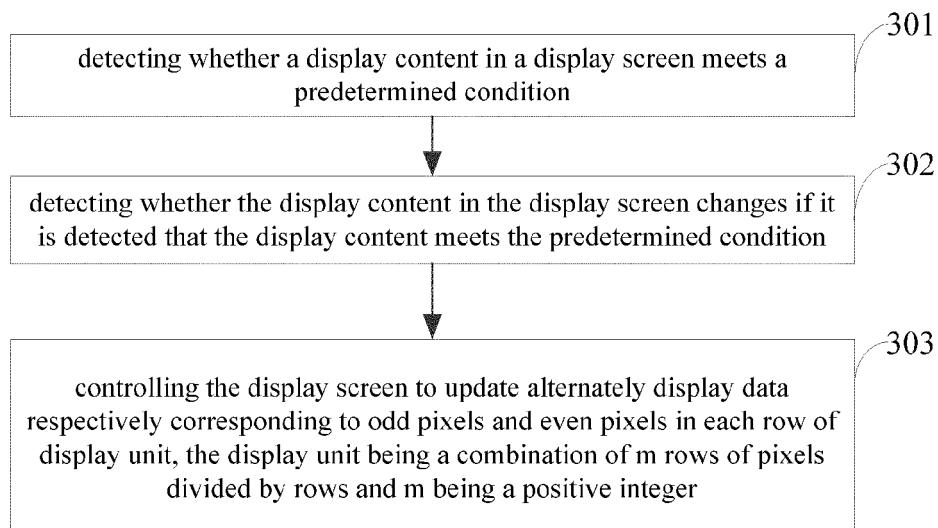 301
detecting whether a display content in a display screen meets a
predetermined condition
302
detecting whether the display content in the display screen changes if it
is detected that the display content meets the predetermined condition
303
controlling the display screen to update alternately display data
respectively corresponding to odd pixels and even pixels in each row of
display unit, the display unit being a combination of m rows of pixels
divided by rows and m being a positive integer